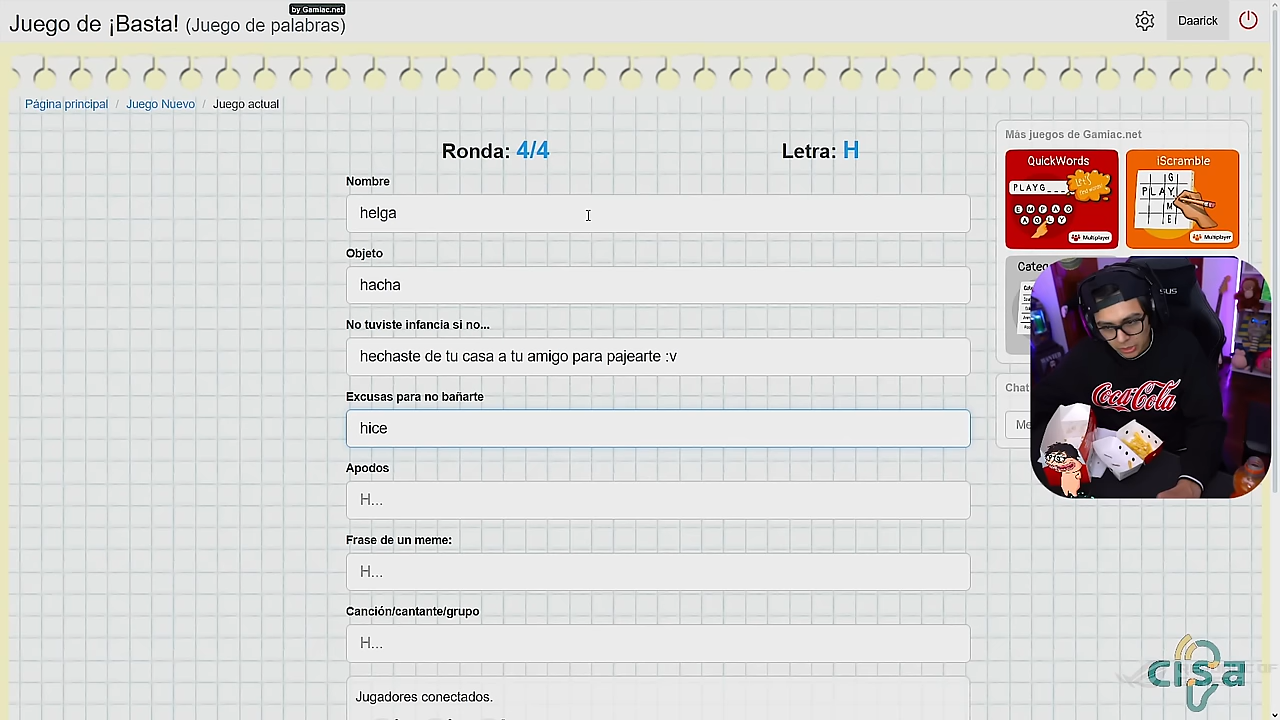 by Gamiac.net
Juego de ¡Basta! (Juego de palabras)
Daarick
Página principal / Juego Nuevo / Juego actual
Ronda: 4/4
Letra: H
Nombre
helga
Objeto
hacha
No tuviste infancia si no...
hechaste de tu casa a tu amigo para pajearte :v
Excusas para no bañarte
hice
Apodos
H...
Frase de un meme:
H...
Canción/cantante/grupo
H...
Jugadores conectados.
Más juegos de Gamiac.net
QuickWords
PLAYG
Multiplayer
iScramble
Multiplayer
Categ
Chat
Me
Coca-Cola
cisa